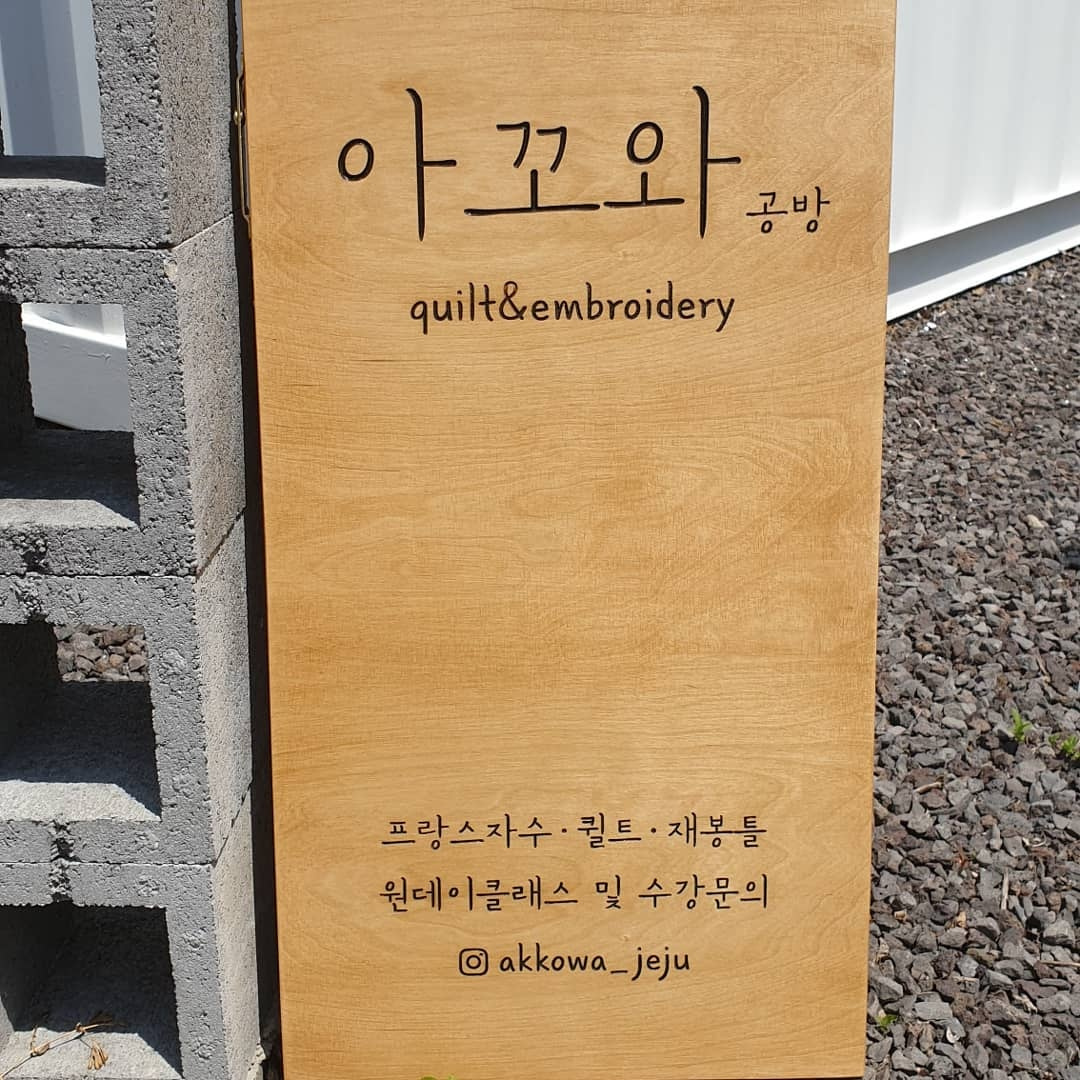 아꼬와 공방
quilt&embroidery
프랑스자수·퀼트·재봉틀
원데이클래스 및 수강문의
akkowa_jeju